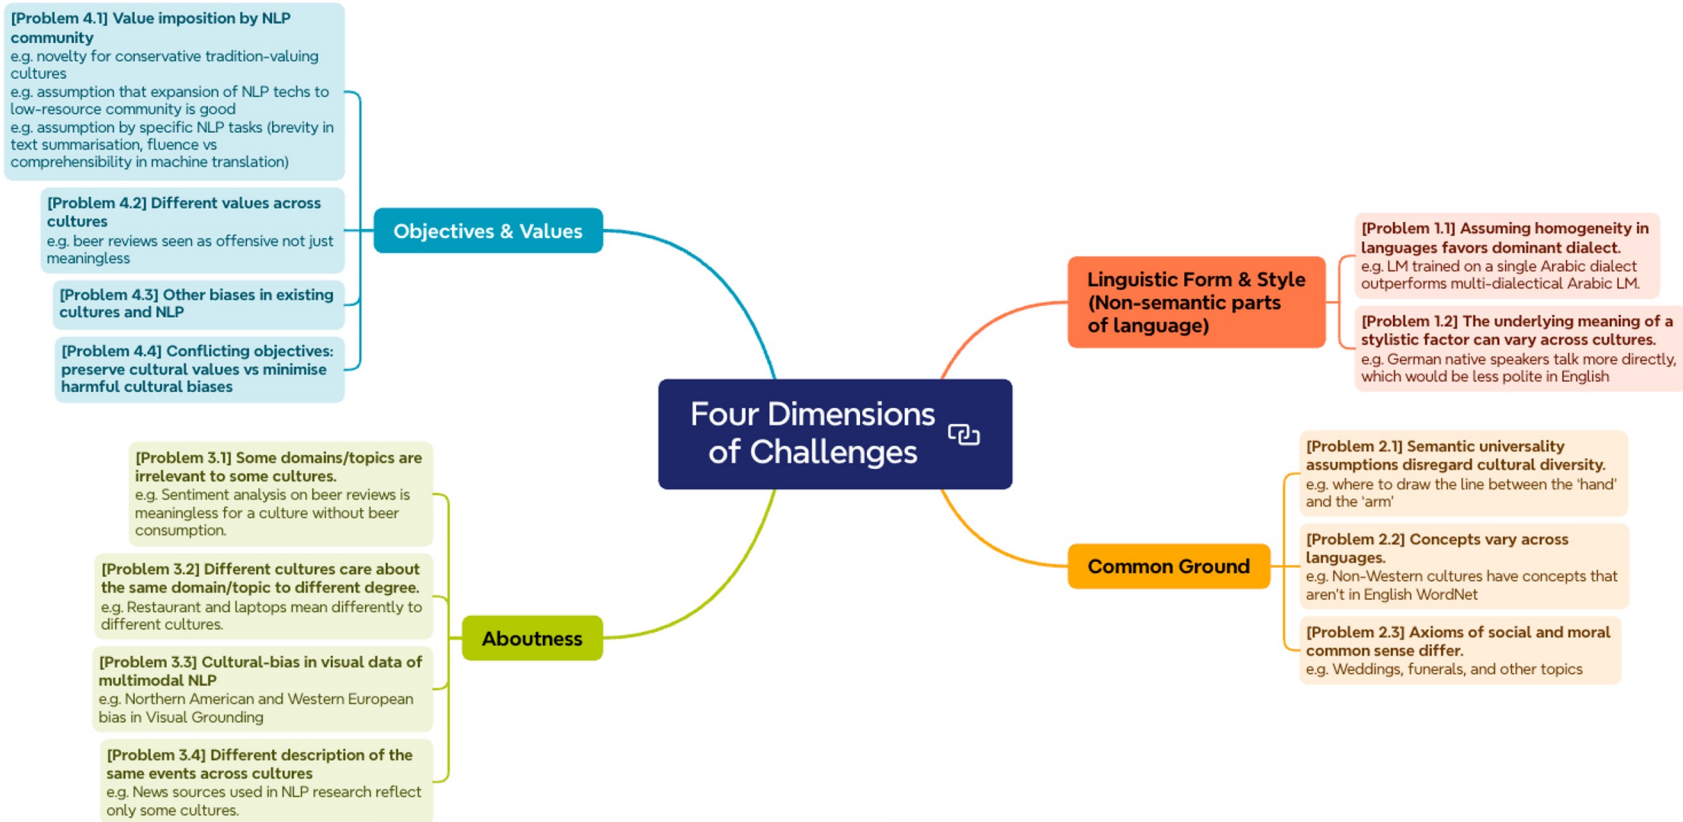 Four Dimensions
of Challenges
Linguistic Form & Style
(Non-semantic parts
of language)
[Problem 1.1] Assuming homogeneity in
languages favors dominant dialect.
e.g. LM trained on a single Arabic dialect
outperforms multi-dialectical Arabic LM.
[Problem 1.2] The underlying meaning of a
stylistic factor can vary across cultures.
e.g. German native speakers talk more directly,
which would be less polite in English
Common Ground
[Problem 2.1] Semantic universality
assumptions disregard cultural diversity.
e.g. where to draw the line between the 'hand'
and the 'arm'
[Problem 2.2] Concepts vary across
languages.
e.g. Non-Western cultures have concepts that
aren't in English WordNet
[Problem 2.3] Axioms of social and moral
common sense differ.
e.g. Weddings, funerals, and other topics
Aboutness
[Problem 3.1] Some domains/topics are
irrelevant to some cultures.
e.g. Sentiment analysis on beer reviews is
meaningless for a culture without beer
consumption.
[Problem 3.2] Different cultures care about
the same domain/topic to different degree.
e.g. Restaurant and laptops mean differently to
different cultures.
[Problem 3.3] Cultural-bias in visual data of
multimodal NLP
e.g. Northern American and Western European
bias in Visual Grounding
[Problem 3.4] Different description of the
same events across cultures
e.g. News sources used in NLP research reflect
only some cultures.
Objectives & Values
[Problem 4.1] Value imposition by NLP
community
e.g. novelty for conservative tradition-valuing
cultures
e.g. assumption that expansion of NLP techs to
low-resource community is good
e.g. assumption by specific NLP tasks (brevity in
text summarisation, fluence vs
comprehensibility in machine translation)
[Problem 4.2] Different values across
cultures
e.g. beer reviews seen as offensive not just
meaningless
[Problem 4.3] Other biases in existing
cultures and NLP
[Problem 4.4] Conflicting objectives:
preserve cultural values vs minimise
harmful cultural biases